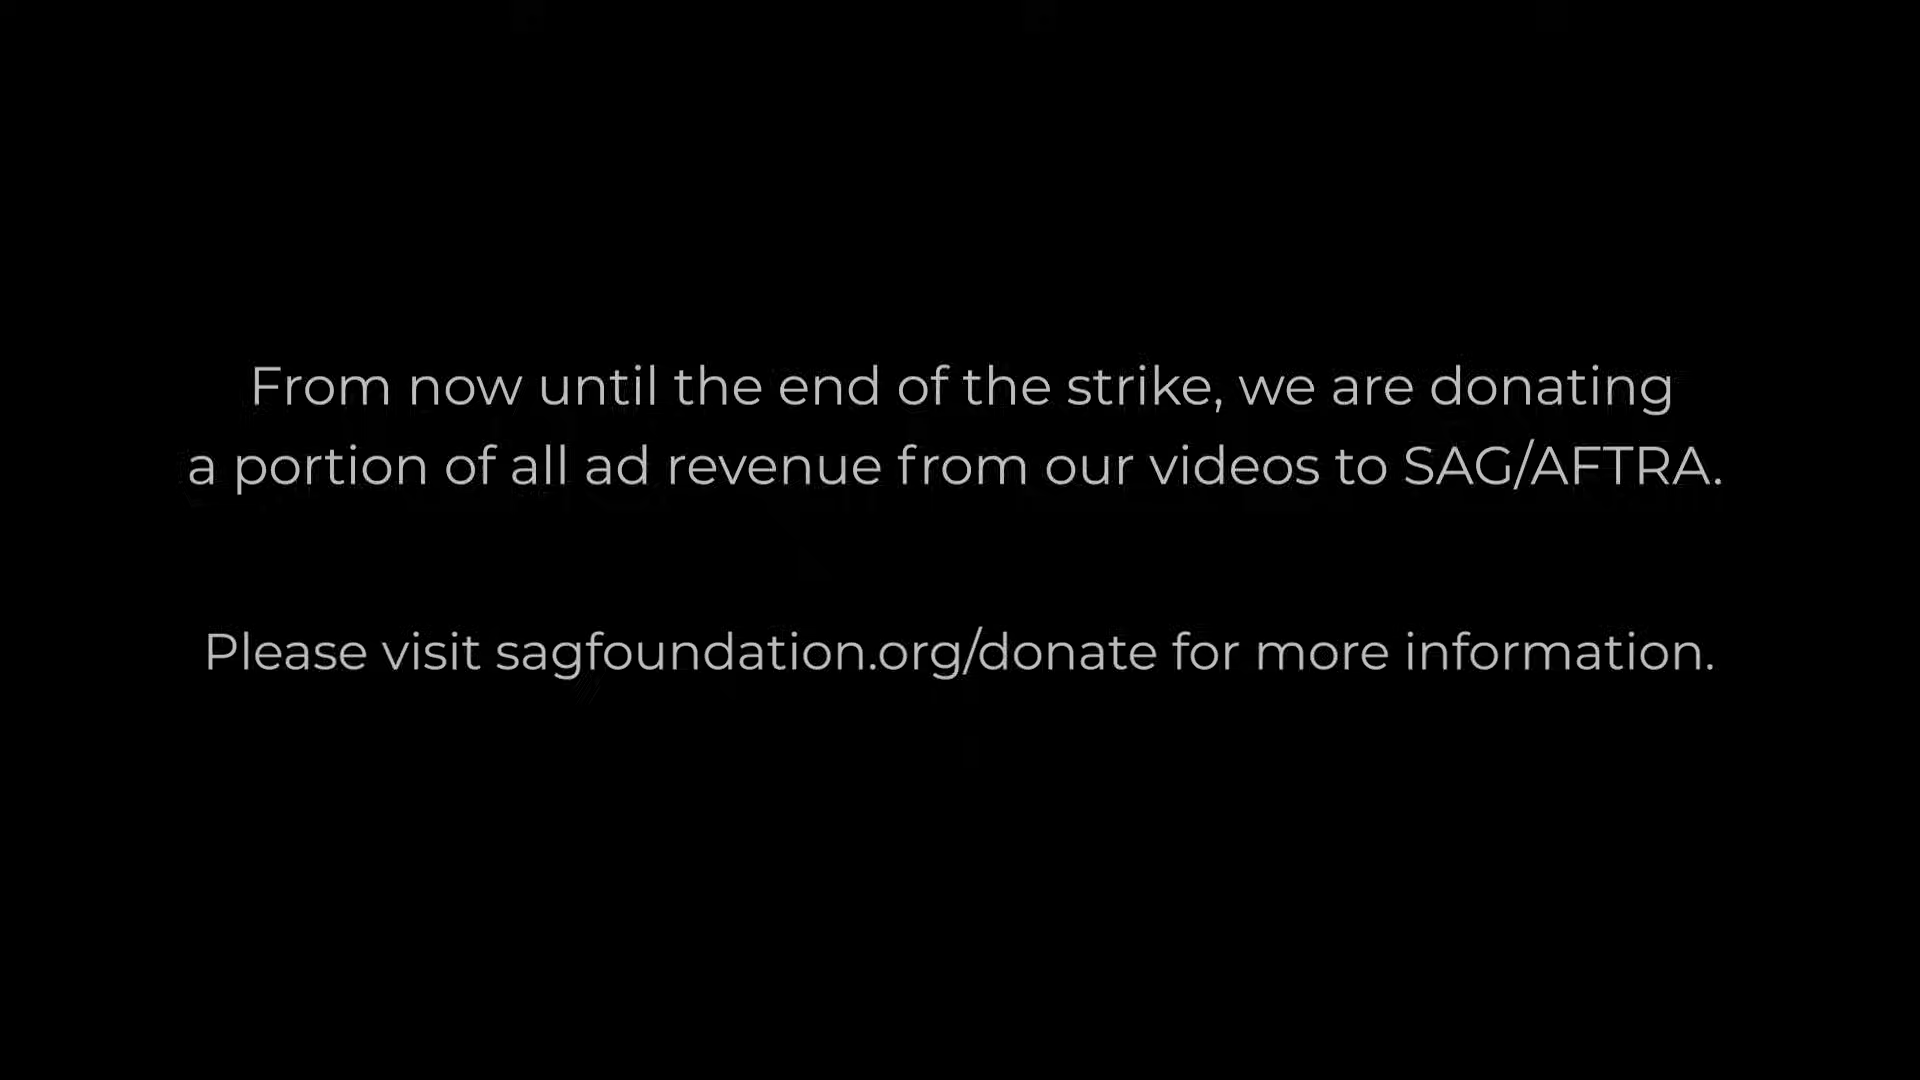 From now until the end of the strike, we are donating
a portion of all ad revenue from our videos to SAG/AFTRA.
Please visit sagfoundation.org/donate for more information.